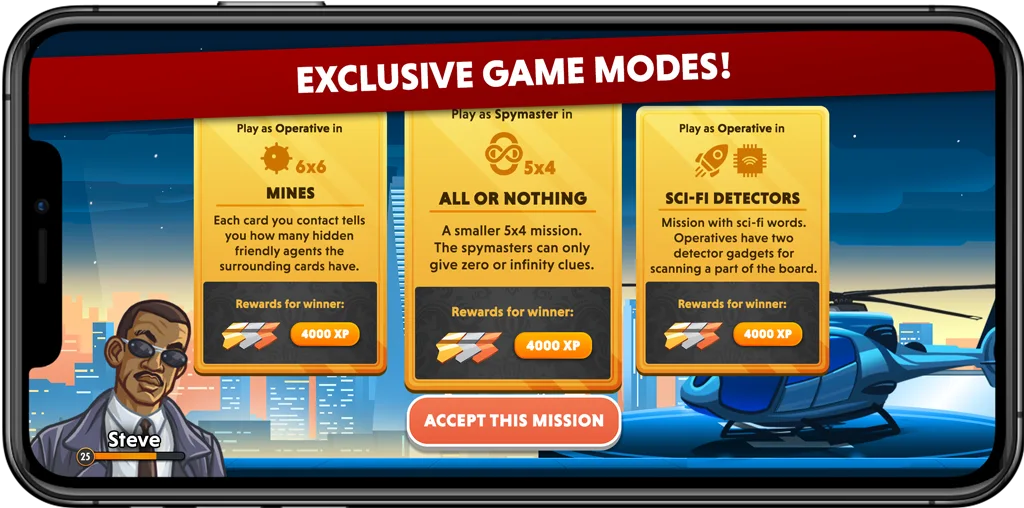 EXCLUSIVE GAME MODES!
Play as Operative in
6x6
MINES
Each card you contact tells
you how many hidden
friendly agents the
surrounding cards have.
Rewards for winner:
4000 XP
Play as Spymaster in
5x4
ALL OR NOTHING
A smaller 5x4 mission.
The spymasters can only
give zero or infinity clues.
Rewards for winner:
4000 XP
ACCEPT THIS MISSION
Play as Operative in
SCI-FI DETECTORS
Mission with sci-fi words.
Operatives have two
detector gadgets for
scanning a part of the board.
Rewards for winner:
4000 XP
Steve
25